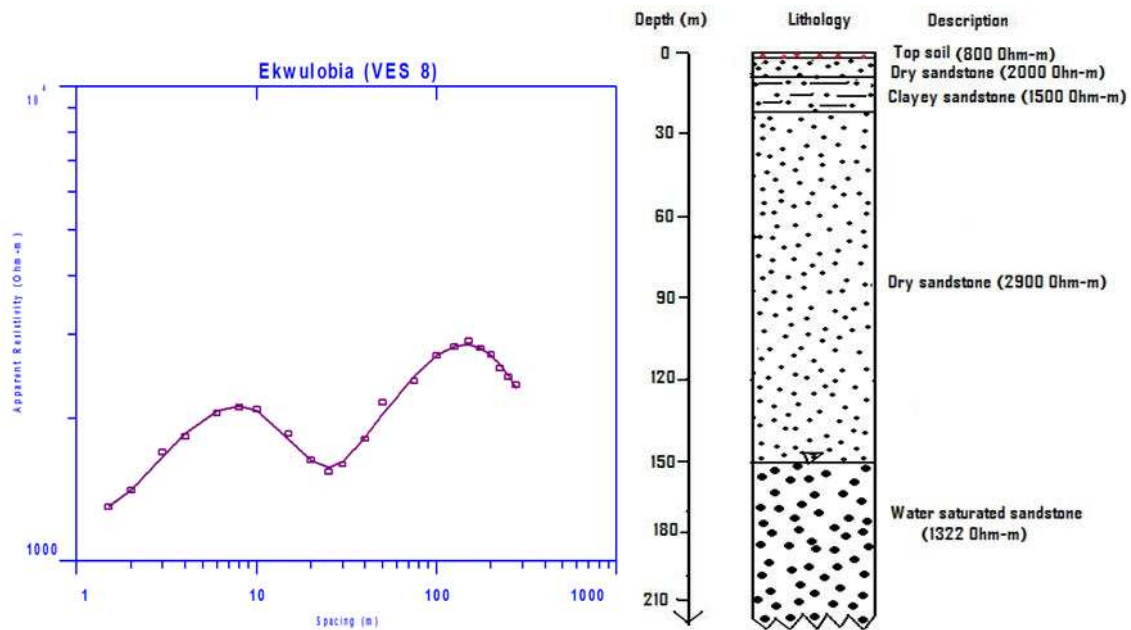 Ekwulobia (VES 8)
10⁴
Apparent Resistivity (Ohm-m)
1000
1
10
100
1000
Spacing (m)
Depth (m)
Lithology
Description
0
30
60
90
120
150
180
210
Top soil (800 Ohm-m)
Dry sandstone (2000 Ohn-m)
Clayey sandstone (1500 Ohm-m)
Dry sandstone (2900 Ohm-m)
Water saturated sandstone
(1322 Ohm-m)